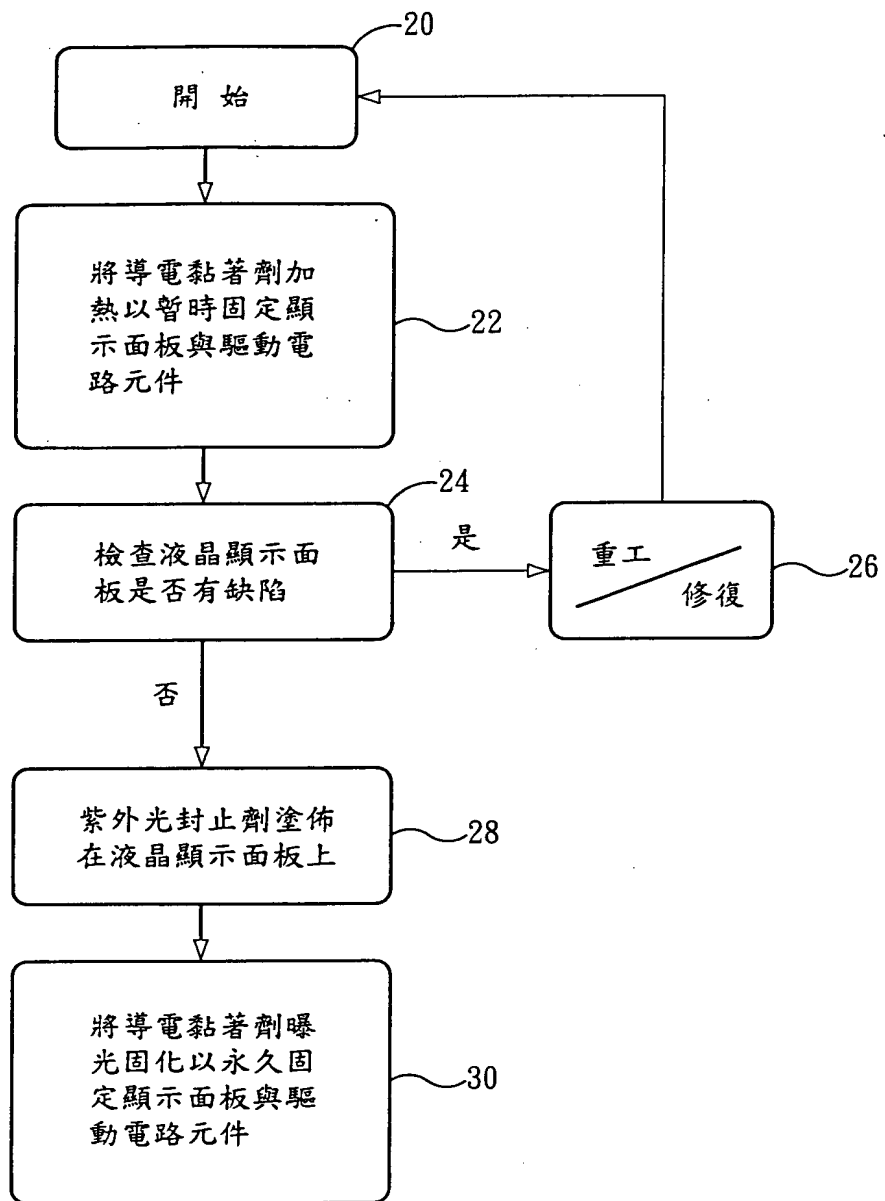 20
開始
將導電黏著劑加
熱以暫時固定顯
示面板與驅動電
路元件
22
24
檢查液晶顯示面
板是否有缺陷
是
重工
修復
26
否
紫外光封止劑塗佈
在液晶顯示面板上
28
將導電黏著劑曝
光固化以永久固
定顯示面板與驅
動電路元件
30